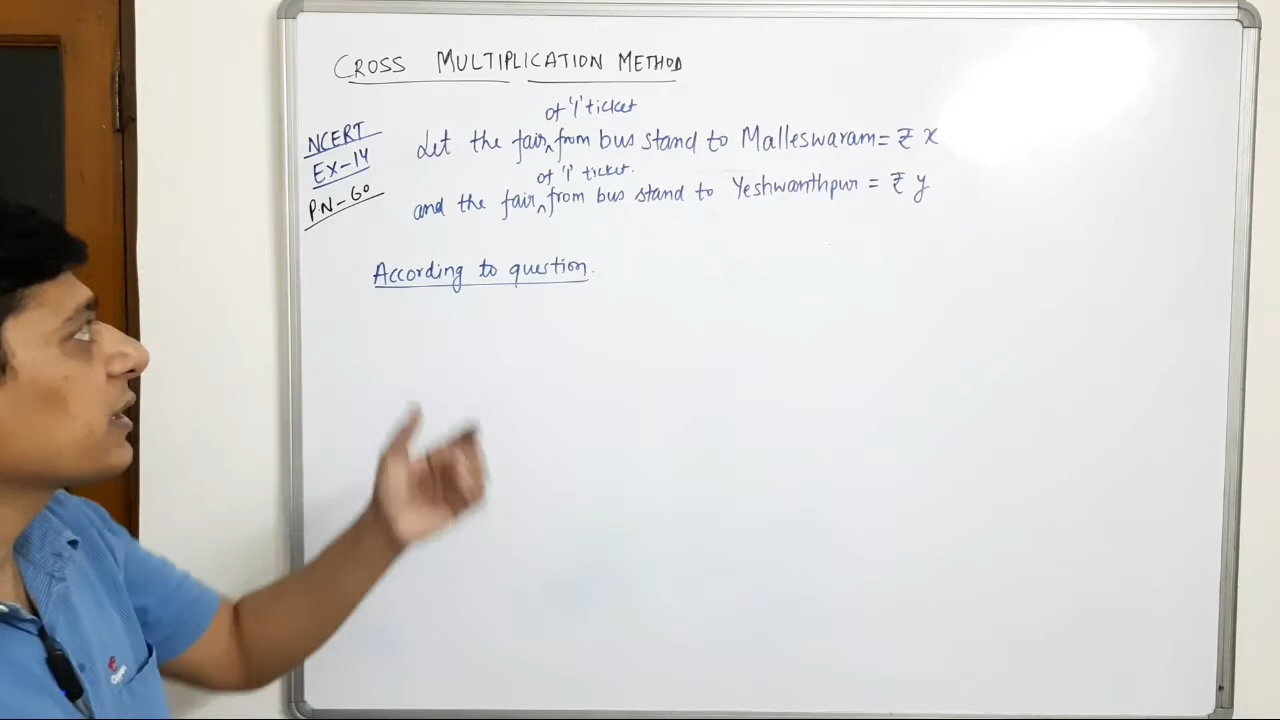 CROSS MULTIPLICATION METHOD
NCERT
EX-14
PN-60
of '1' ticket
Let the fair ^ from bus stand to Malleswaram = ₹ x
of '1' ticket.
and the fair ^ from bus stand to Yeshwanthpur = ₹ y
According to question.